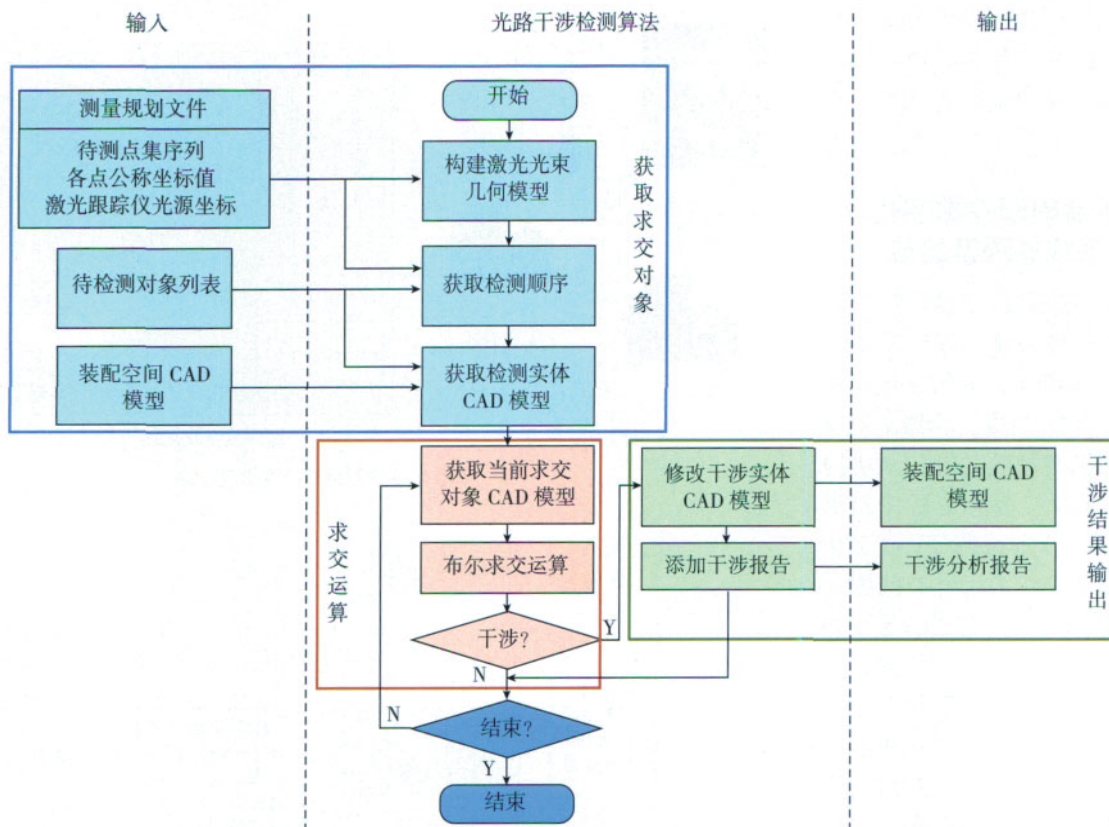 输入
光路干涉检测算法
输出
测量规划文件
待测点集序列
各点公称坐标值
激光跟踪仪光源坐标
待检测对象列表
装配空间 CAD
模型
开始
构建激光光束
几何模型
获取检测顺序
获取检测实体
CAD 模型
获取求交对象
获取当前求交
对象 CAD 模型
布尔求交运算
干涉?
Y
N
求交运算
修改干涉实体
CAD 模型
添加干涉报告
装配空间 CAD
模型
干涉分析报告
干涉结果输出
结束?
N
Y
结束